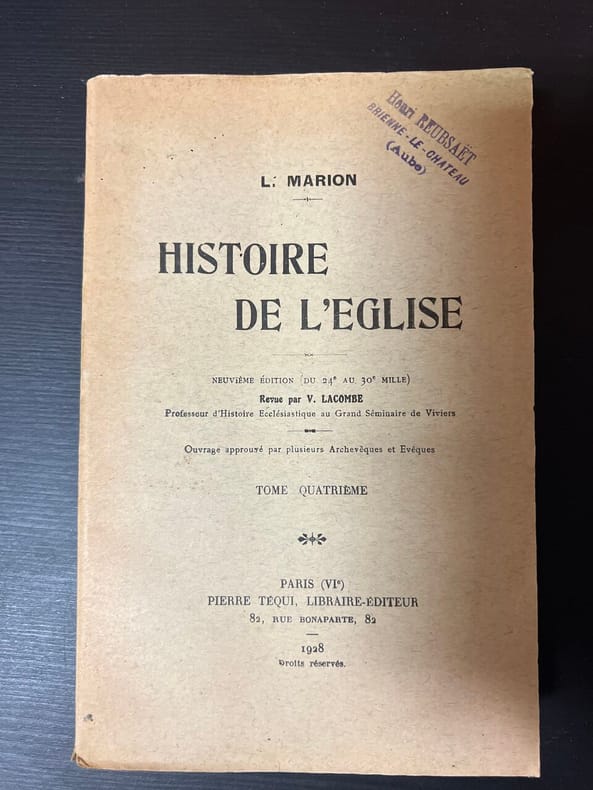 Henri REUBSAËT
BRIENNE-LE-CHATEAU
(Aube)
L. MARION
HISTOIRE
DE L'EGLISE
NEUVIÈME ÉDITION (DU 24e AU 30e MILLE)
Revue par V. LACOMBE
Professeur d'Histoire Ecclésiastique au Grand Séminaire de Viviers
Ouvrage approuvé par plusieurs Archevêques et Evêques
TOME QUATRIÈME
PARIS (VIe)
PIERRE TÉQUI, LIBRAIRE-ÉDITEUR
82, RUE BONAPARTE, 82
1928
Droits réservés.